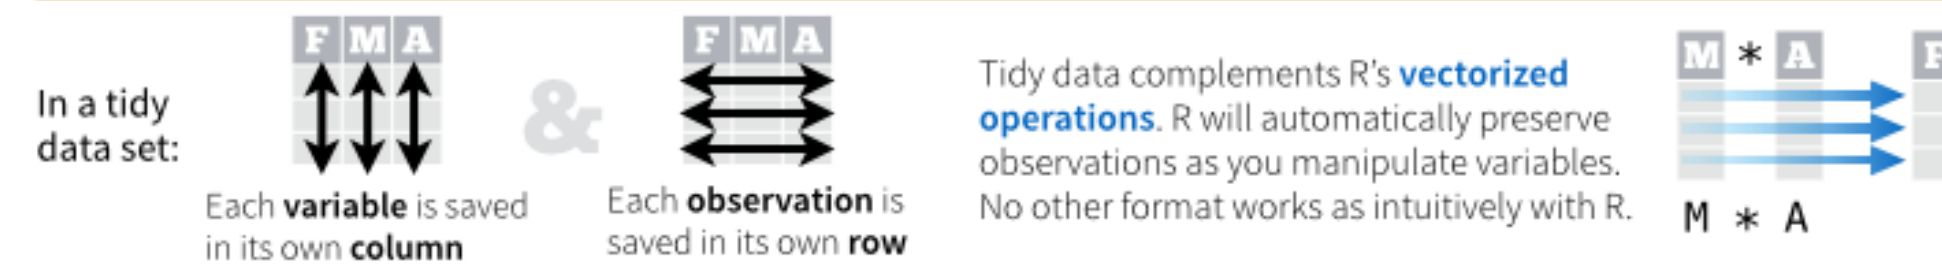 F M A
F M A
In a tidy
data set:
&
Each variable is saved
in its own column
Each observation is
saved in its own row
Tidy data complements R’s vectorized
operations. R will automatically preserve
observations as you manipulate variables.
No other format works as intuitively with R.
M * A
M * A